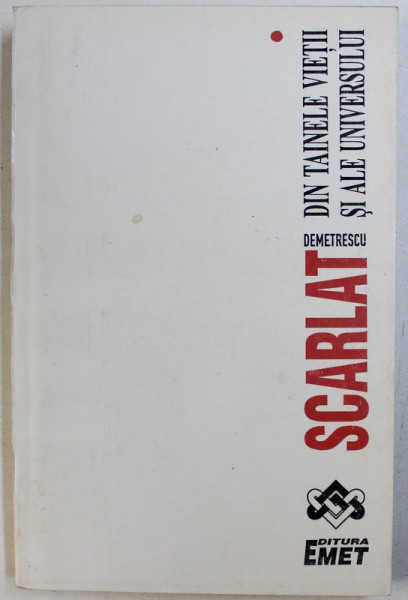 SCARLAT
DEMETRESCU
DIN TAINELE VIEȚII
ȘI ALE UNIVERSULUI
EDITURA
EMET